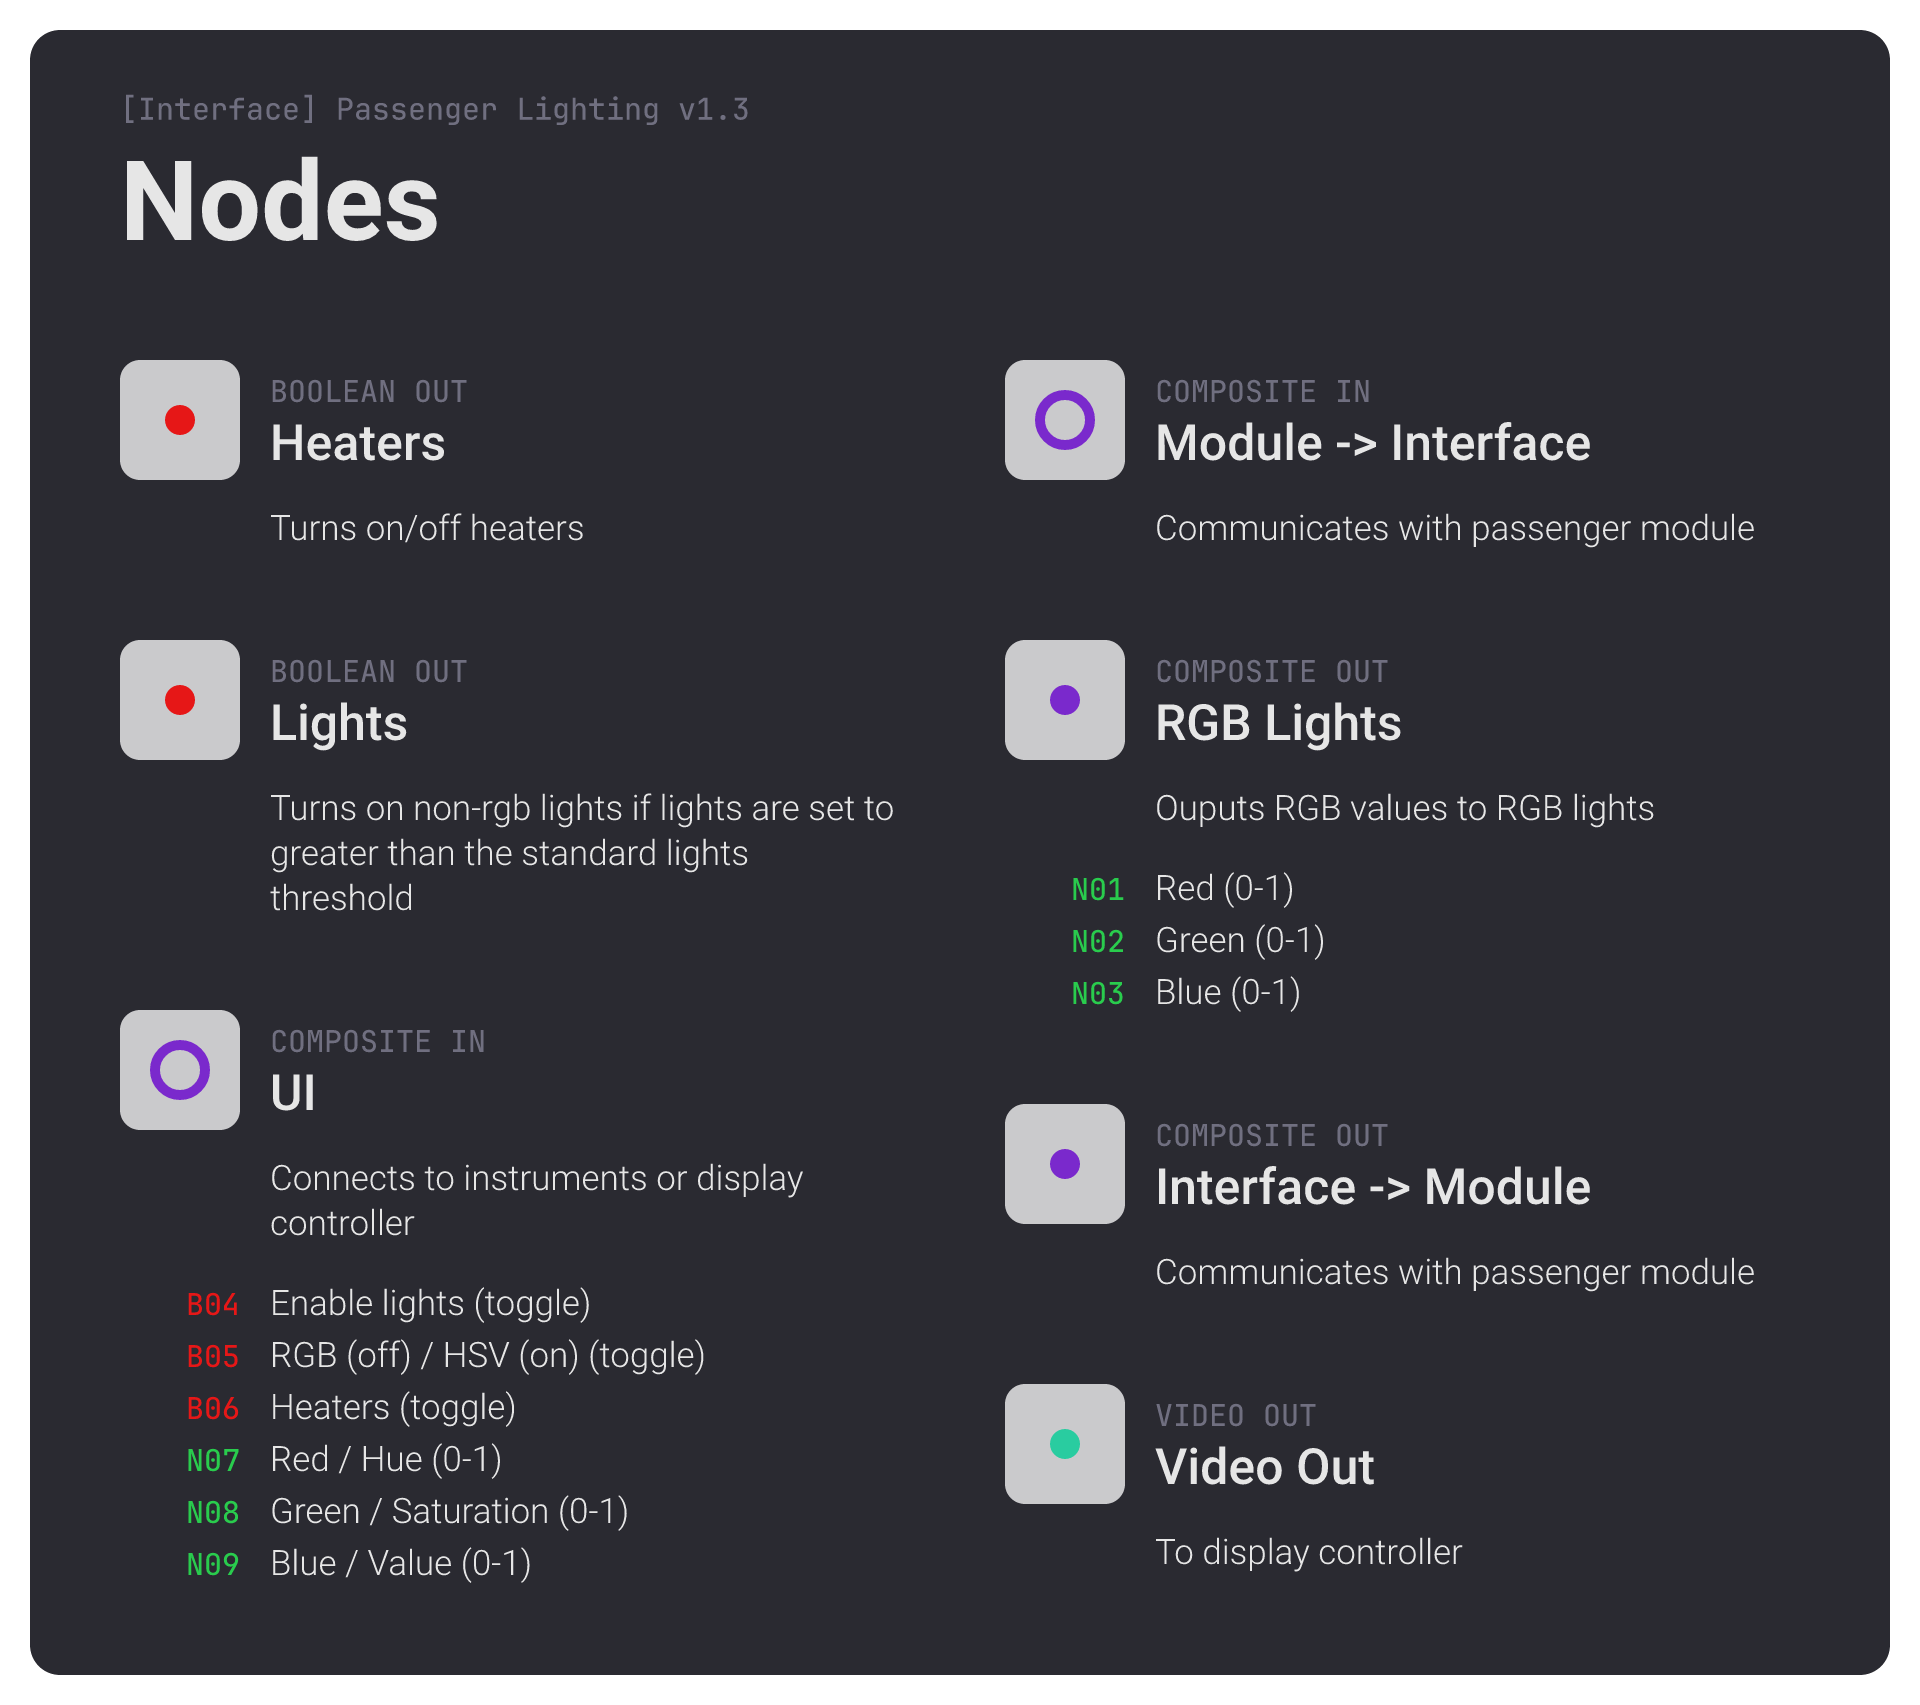 [Interface] Passenger Lighting v1.3
Nodes
BOOLEAN OUT
Heaters
Turns on/off heaters
BOOLEAN OUT
Lights
Turns on non-rgb lights if lights are set to
greater than the standard lights
threshold
COMPOSITE IN
UI
Connects to instruments or display
controller
B04 Enable lights (toggle)
B05 RGB (off) / HSV (on) (toggle)
B06 Heaters (toggle)
N07 Red / Hue (0-1)
N08 Green / Saturation (0-1)
N09 Blue / Value (0-1)
COMPOSITE IN
Module -> Interface
Communicates with passenger module
COMPOSITE OUT
RGB Lights
Ouputs RGB values to RGB lights
N01 Red (0-1)
N02 Green (0-1)
N03 Blue (0-1)
COMPOSITE OUT
Interface -> Module
Communicates with passenger module
VIDEO OUT
Video Out
To display controller